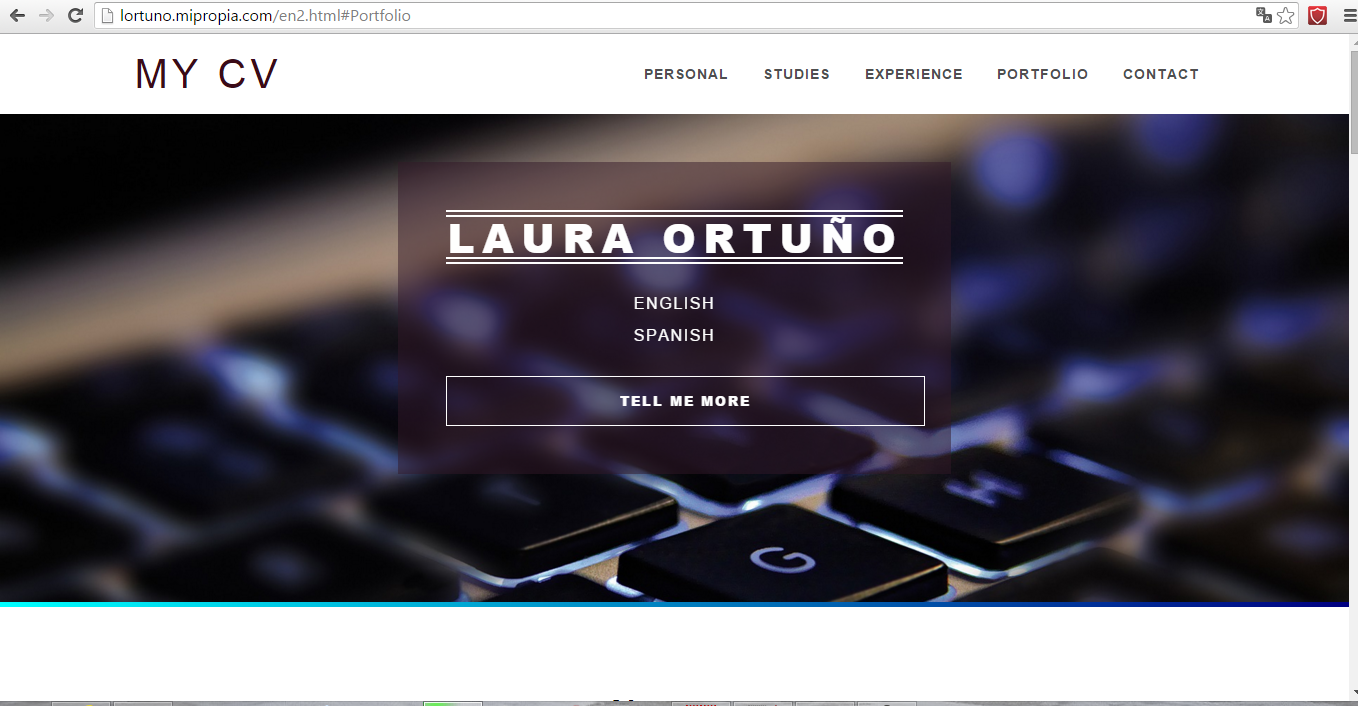 lortuno.mipropia.com/en2.html#Portfolio
MY CV
PERSONAL STUDIES EXPERIENCE PORTFOLIO CONTACT
LAURA ORTUÑO
ENGLISH
SPANISH
TELL ME MORE
H
G